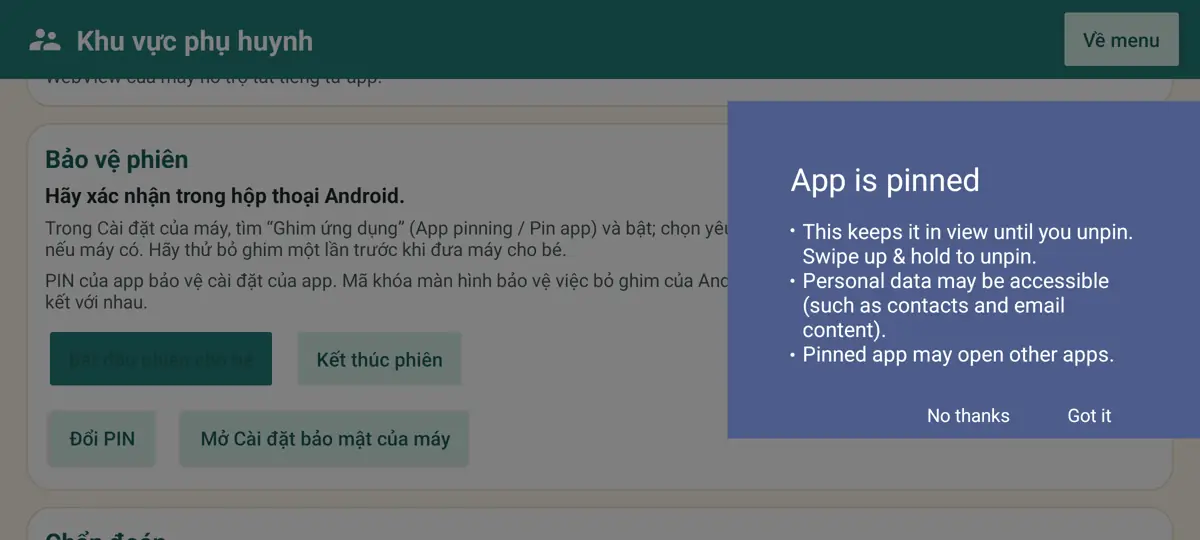 Khu vực phụ huynh
Về menu
Bảo vệ phiên
Hãy xác nhận trong hộp thoại Android.
Trong Cài đặt của máy, tìm “Ghim ứng dụng” (App pinning / Pin app) và bật; chọn yêu
nếu máy có. Hãy thử bỏ ghim một lần trước khi đưa máy cho bé.
PIN của app bảo vệ cài đặt của app. Mã khóa màn hình bảo vệ việc bỏ ghim của And
kết với nhau.
Bắt đầu phiên cho bé
Kết thúc phiên
Đổi PIN
Mở Cài đặt bảo mật của máy
App is pinned
• This keeps it in view until you unpin.
Swipe up & hold to unpin.
• Personal data may be accessible
(such as contacts and email
content).
• Pinned app may open other apps.
No thanks
Got it